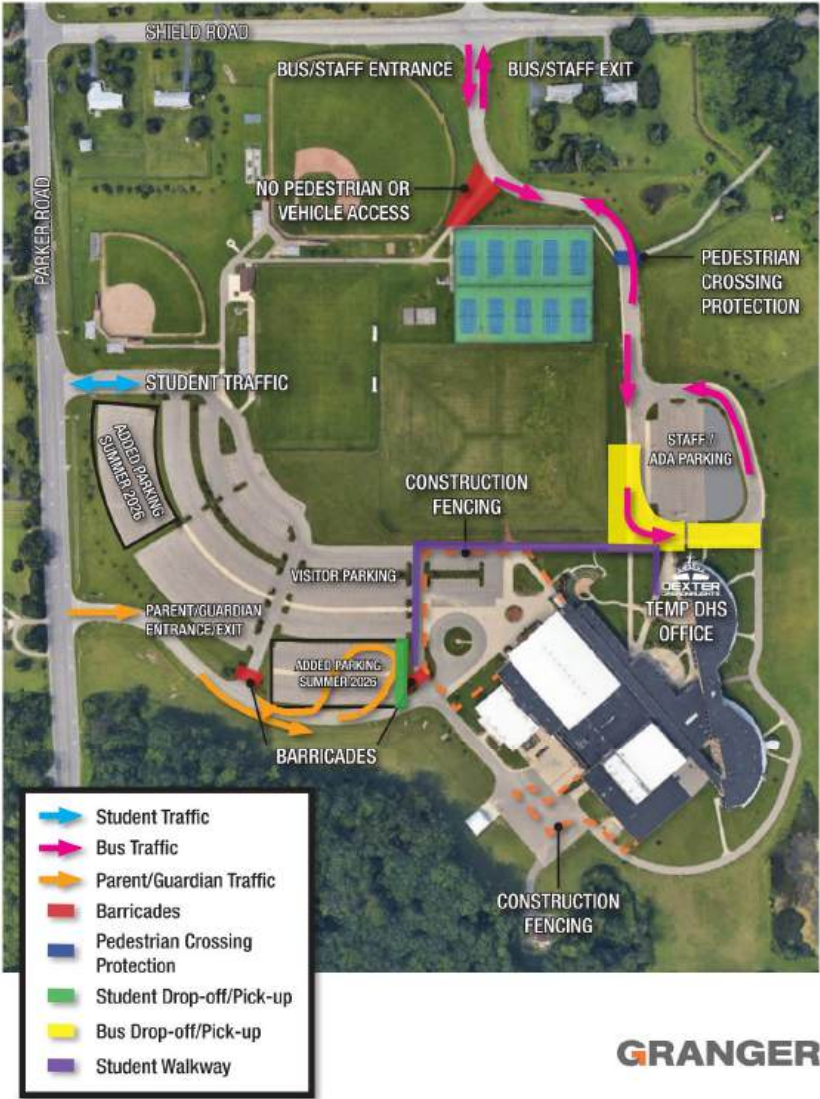 SHIELD ROAD
BUS/STAFF ENTRANCE
BUS/STAFF EXIT
NO PEDESTRIAN OR
VEHICLE ACCESS
PARKER ROAD
PEDESTRIAN
CROSSING
PROTECTION
STUDENT TRAFFIC
ADDED PARKING
SUMMER 2026
STAFF /
ADA PARKING
CONSTRUCTION
FENCING
VISITOR PARKING
DEXTER
DREADNAUGHTS
TEMP DHS
OFFICE
PARENT/GUARDIAN
ENTRANCE/EXIT
ADDED PARKING
SUMMER 2026
BARRICADES
CONSTRUCTION
FENCING
Student Traffic
Bus Traffic
Parent/Guardian Traffic
Barricades
Pedestrian Crossing
Protection
Student Drop-off/Pick-up
Bus Drop-off/Pick-up
Student Walkway
GRANGER